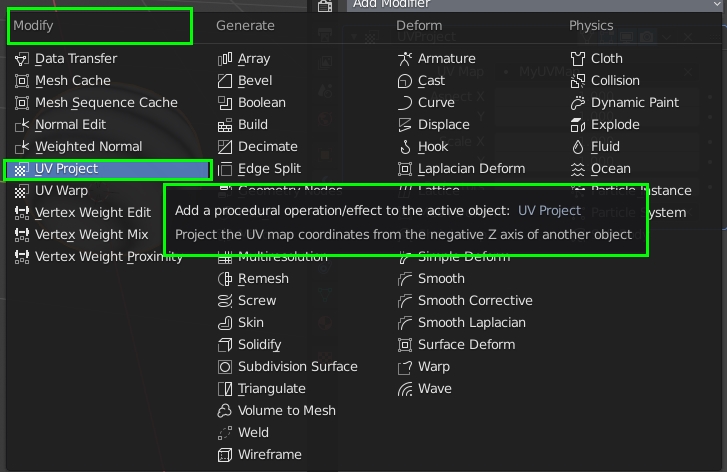 Add Modifier
Modify
Data Transfer
Mesh Cache
Mesh Sequence Cache
Normal Edit
Weighted Normal
UV Project
UV Warp
Vertex Weight Edit
Vertex Weight Mix
Vertex Weight Proximity
Generate
Array
Bevel
Boolean
Build
Decimate
Edge Split
Geometry Nodes
Multiresolution
Remesh
Screw
Skin
Solidify
Subdivision Surface
Triangulate
Volume to Mesh
Weld
Wireframe
Deform
Armature
Cast
Curve
Displace
Hook
Laplacian Deform
Lattice
Simple Deform
Smooth
Smooth Corrective
Smooth Laplacian
Surface Deform
Warp
Wave
Physics
Cloth
Collision
Dynamic Paint
Explode
Fluid
Ocean
Particle Instance
Particle System
Add a procedural operation/effect to the active object: UV Project
Project the UV map coordinates from the negative Z axis of another object
UVProject
UV Map
MyUVMap
Aspect X
Y